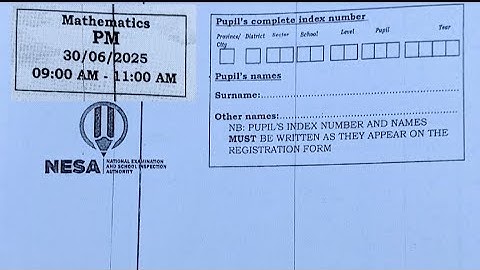 Mathematics
PM
30/06/2025
09:00 AM - 11:00 AM
Pupil's complete index number
Province/ City District Sector School Level Pupil Year
Pupil's names
Surname:
Other names:
NB: PUPIL'S INDEX NUMBER AND NAMES
MUST BE WRITTEN AS THEY APPEAR ON THE
REGISTRATION FORM
NESA
NATIONAL EXAMINATION
AND SCHOOL INSPECTION
AUTHORITY